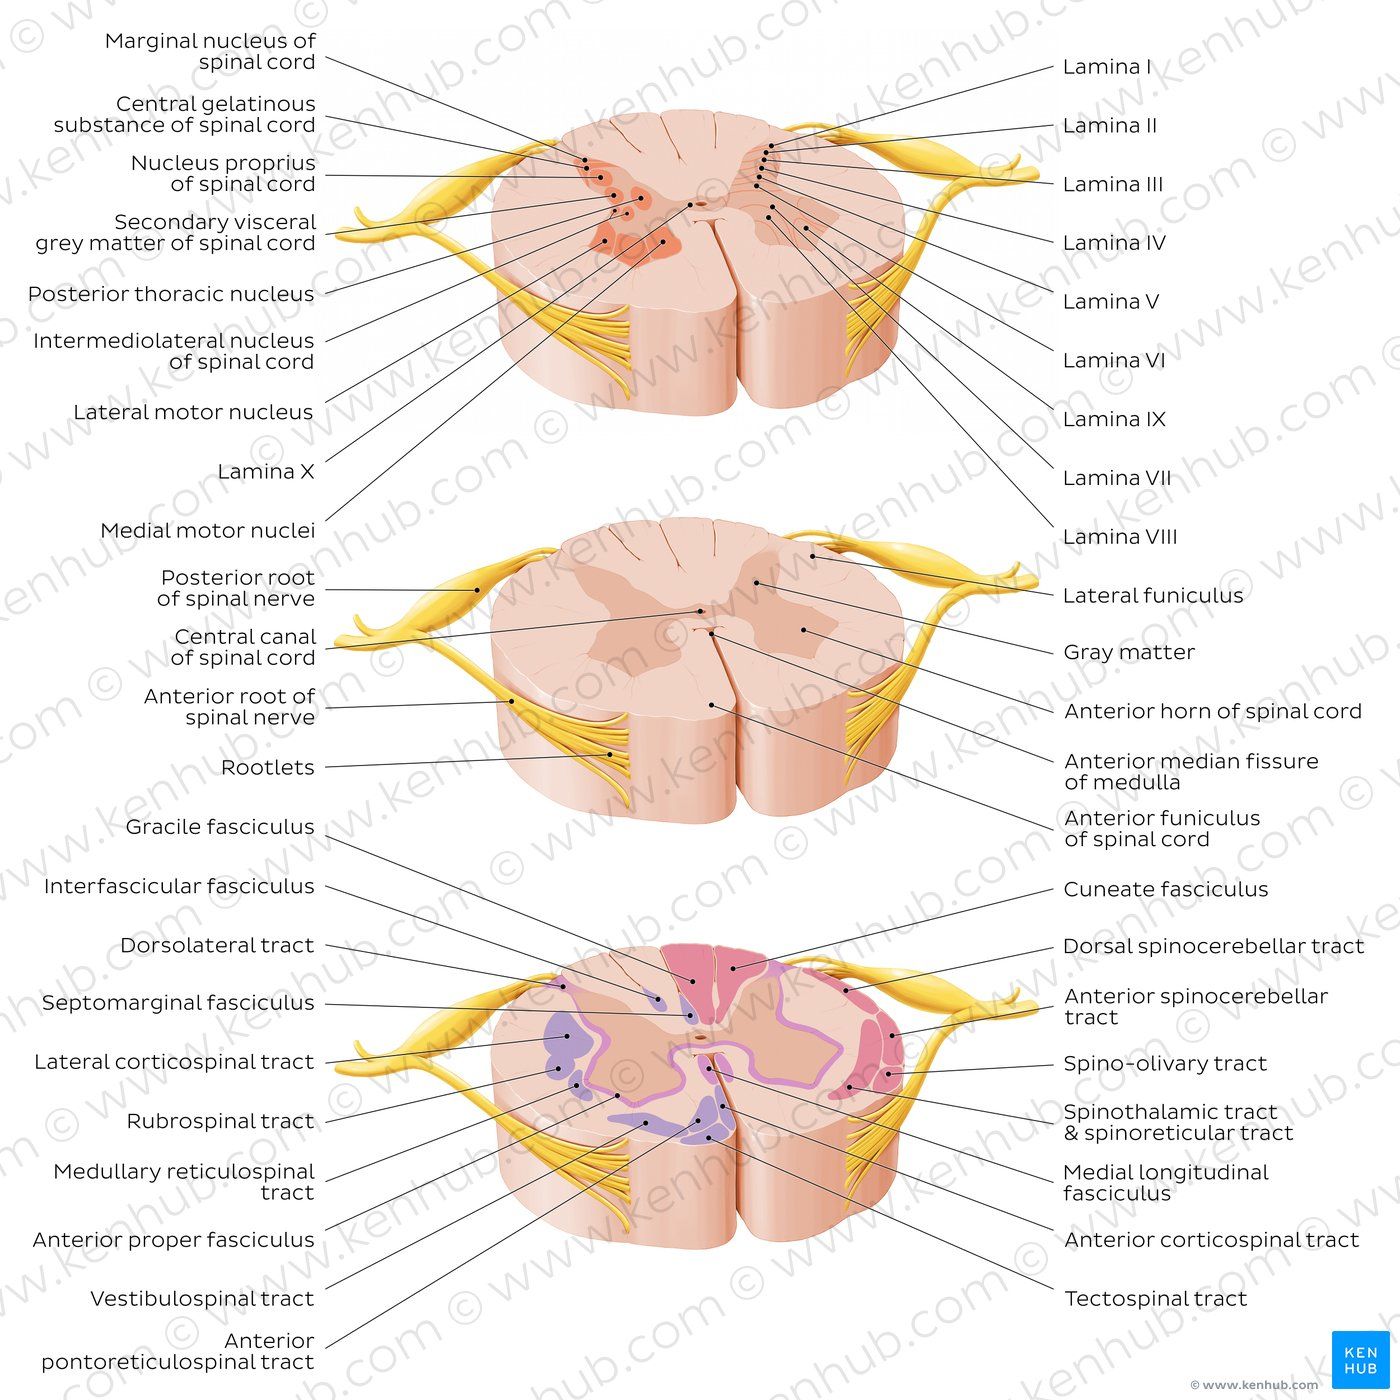 Marginal nucleus of
spinal cord
Central gelatinous
substance of spinal cord
Nucleus proprius
of spinal cord
Secondary visceral
grey matter of spinal cord
Posterior thoracic nucleus
Intermediolateral nucleus
of spinal cord
Lateral motor nucleus
Lamina X
Medial motor nuclei
Lamina I
Lamina II
Lamina III
Lamina IV
Lamina V
Lamina VI
Lamina IX
Lamina VII
Lamina VIII
Posterior root
of spinal nerve
Central canal
of spinal cord
Anterior root of
spinal nerve
Rootlets
Lateral funiculus
Gray matter
Anterior horn of spinal cord
Anterior median fissure
of medulla
Anterior funiculus
of spinal cord
Gracile fasciculus
Interfascicular fasciculus
Dorsolateral tract
Septomarginal fasciculus
Lateral corticospinal tract
Rubrospinal tract
Medullary reticulospinal
tract
Anterior proper fasciculus
Vestibulospinal tract
Anterior
pontoreticulospinal tract
Cuneate fasciculus
Dorsal spinocerebellar tract
Anterior spinocerebellar
tract
Spino-olivary tract
Spinothalamic tract
& spinoreticular tract
Medial longitudinal
fasciculus
Anterior corticospinal tract
Tectospinal tract
KEN
HUB
© www.kenhub.com